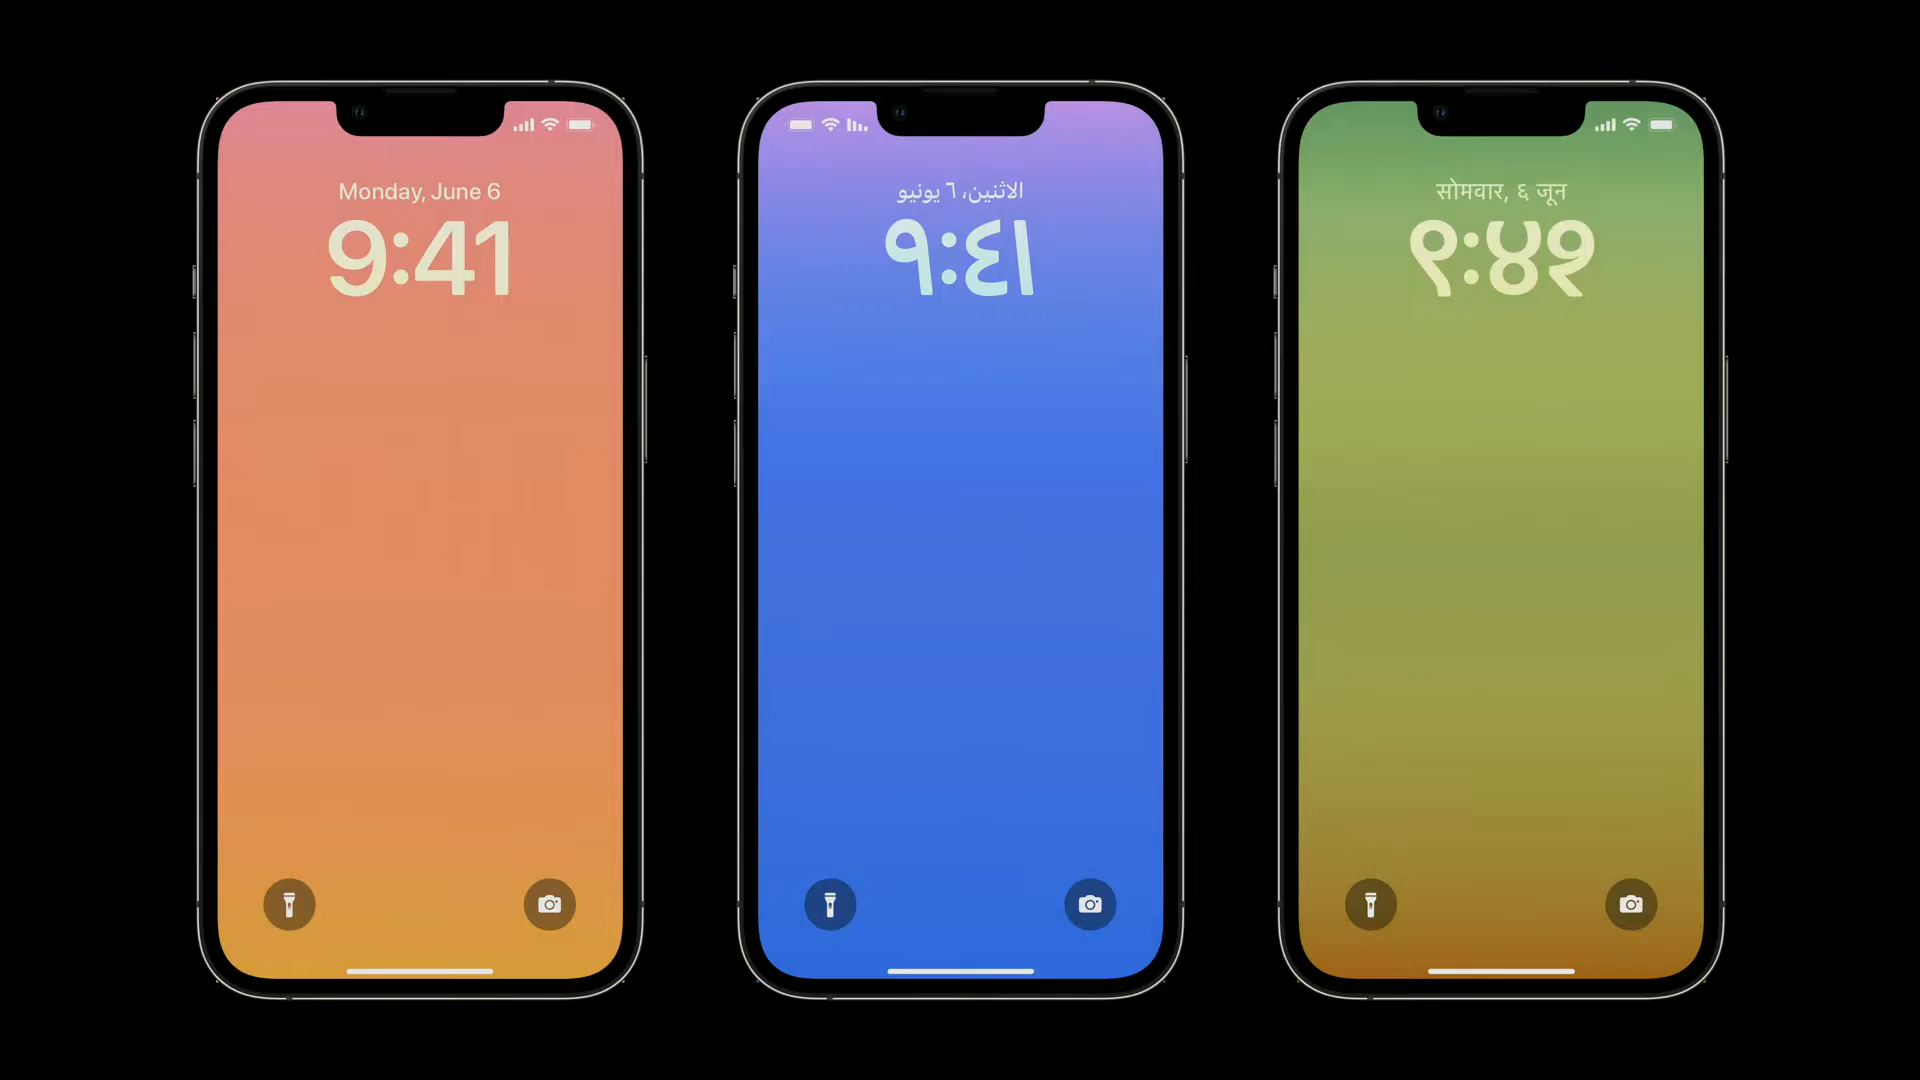 Monday, June 6
9:41
الاثنين، ٦ يونيو
٩:٤١
सोमवार, ६ जून
९:४१